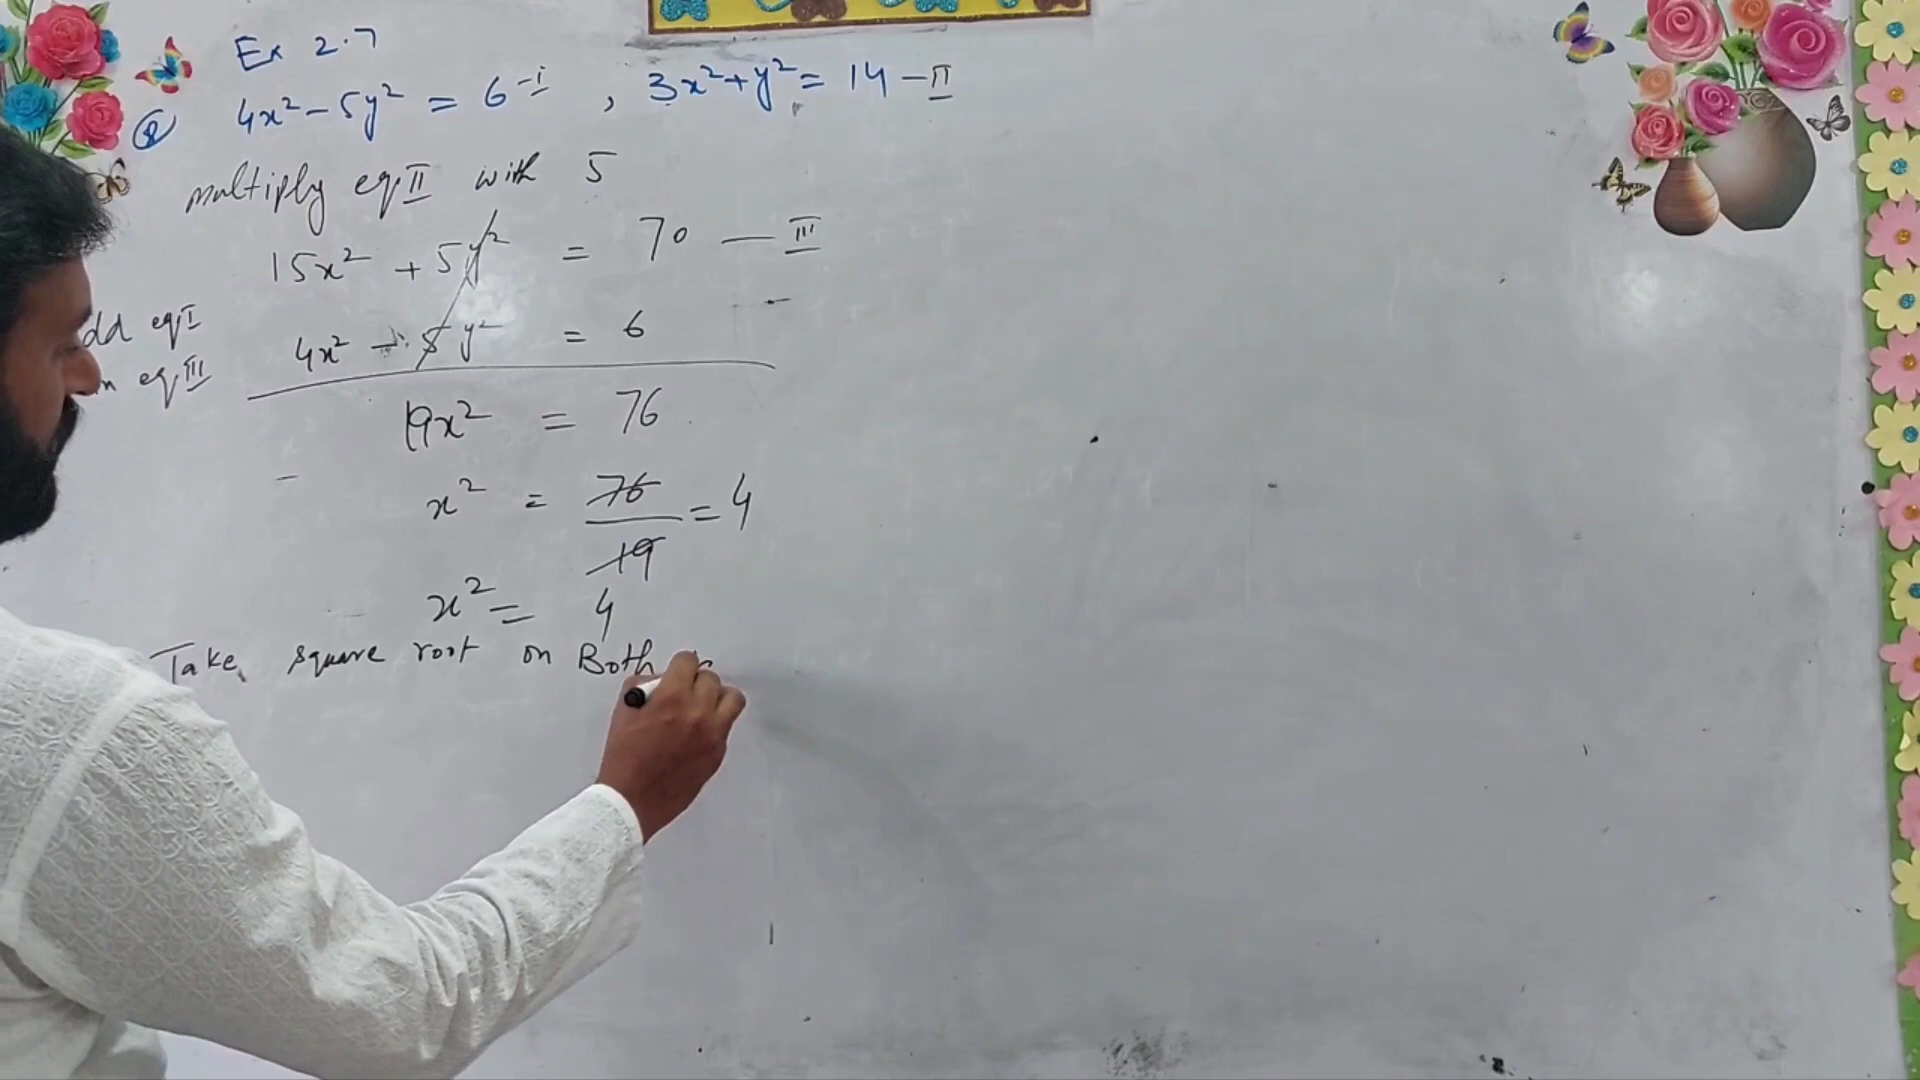 Ex 2.7
Q 4x² - 5y² = 6 - i , 3x² + y² = 14 - II
multiply eq II with 5
15x² + 5y² = 70 — III
dd eq I
4x² - 5y² = 6
eq III
19x² = 76
x² = 76/19 = 4
x² = 4
Take square root on Both